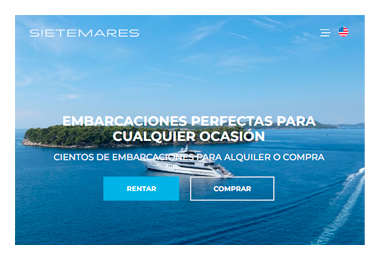 SIETEMARES
EMBARCACIONES PERFECTAS PARA
CUALQUIER OCASIÓN
CIENTOS DE EMBARCACIONES PARA ALQUILER O COMPRA
RENTAR
COMPRAR